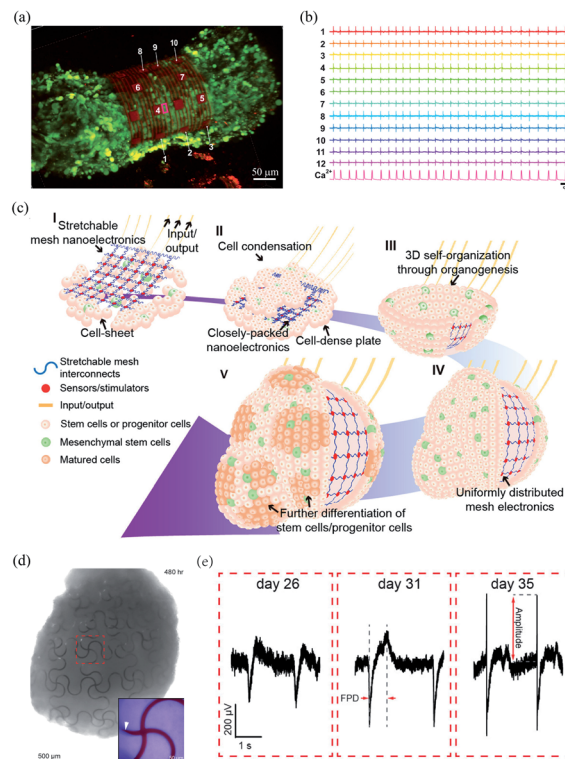 (a)
8
9
10
7
6
5
4
1
2
3
50 μm
(b)
1
2
3
4
5
6
7
8
9
10
11
12
Ca²⁺
(c)
I
Stretchable
mesh nanoelectronics
Input/
output
Cell-sheet
II
Cell condensation
Closely-packed
nanoelectronics
Cell-dense plate
III
3D self-organization
through organogenesis
Stretchable mesh
interconnects
Sensors/stimulators
Input/output
Stem cells or progenitor cells
Mesenchymal stem cells
Matured cells
V
Further differentiation of
stem cells/progenitor cells
IV
Uniformly distributed
mesh electronics
(d)
480 hr
500 μm
(e)
day 26
200 μV
1 s
day 31
FPD
day 35
Amplitude